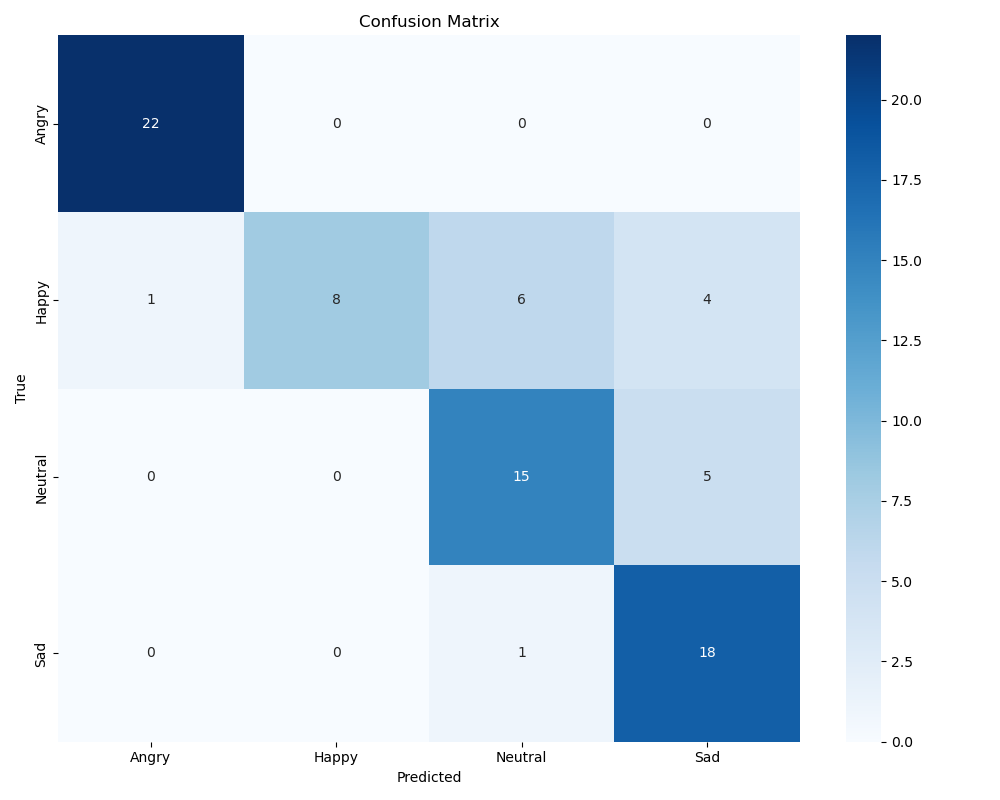 Confusion Matrix
True
Angry
22 0 0 0
Happy
1 8 6 4
Neutral
0 0 15 5
Sad
0 0 1 18
Angry Happy Neutral Sad
Predicted
20.0
17.5
15.0
12.5
10.0
7.5
5.0
2.5
0.0